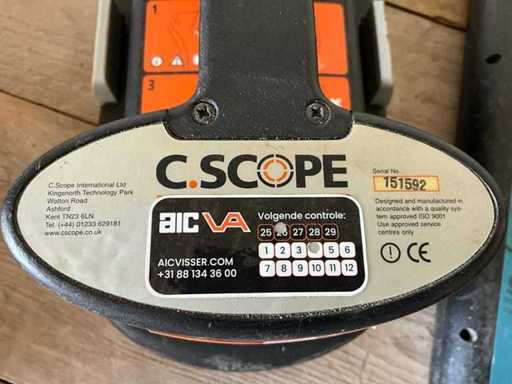 1
3
C.SCOPE
C.Scope International Ltd
Kingsnorth Technology Park
Wotton Road
Ashford
Kent TN23 6LN
Tel. (+44) 01233 629181
www.cscope.co.uk
Serial No.
151592
Designed and manufactured in
accordance with a quality sys-
tem approved (ISO 9001)
Use approved service
centres only
CE
aic VA
Volgende controle:
25 26 27 28 29
1 2 3 5 6
7 8 9 10 11 12
AICVISSER.COM
+31 88 134 36 00